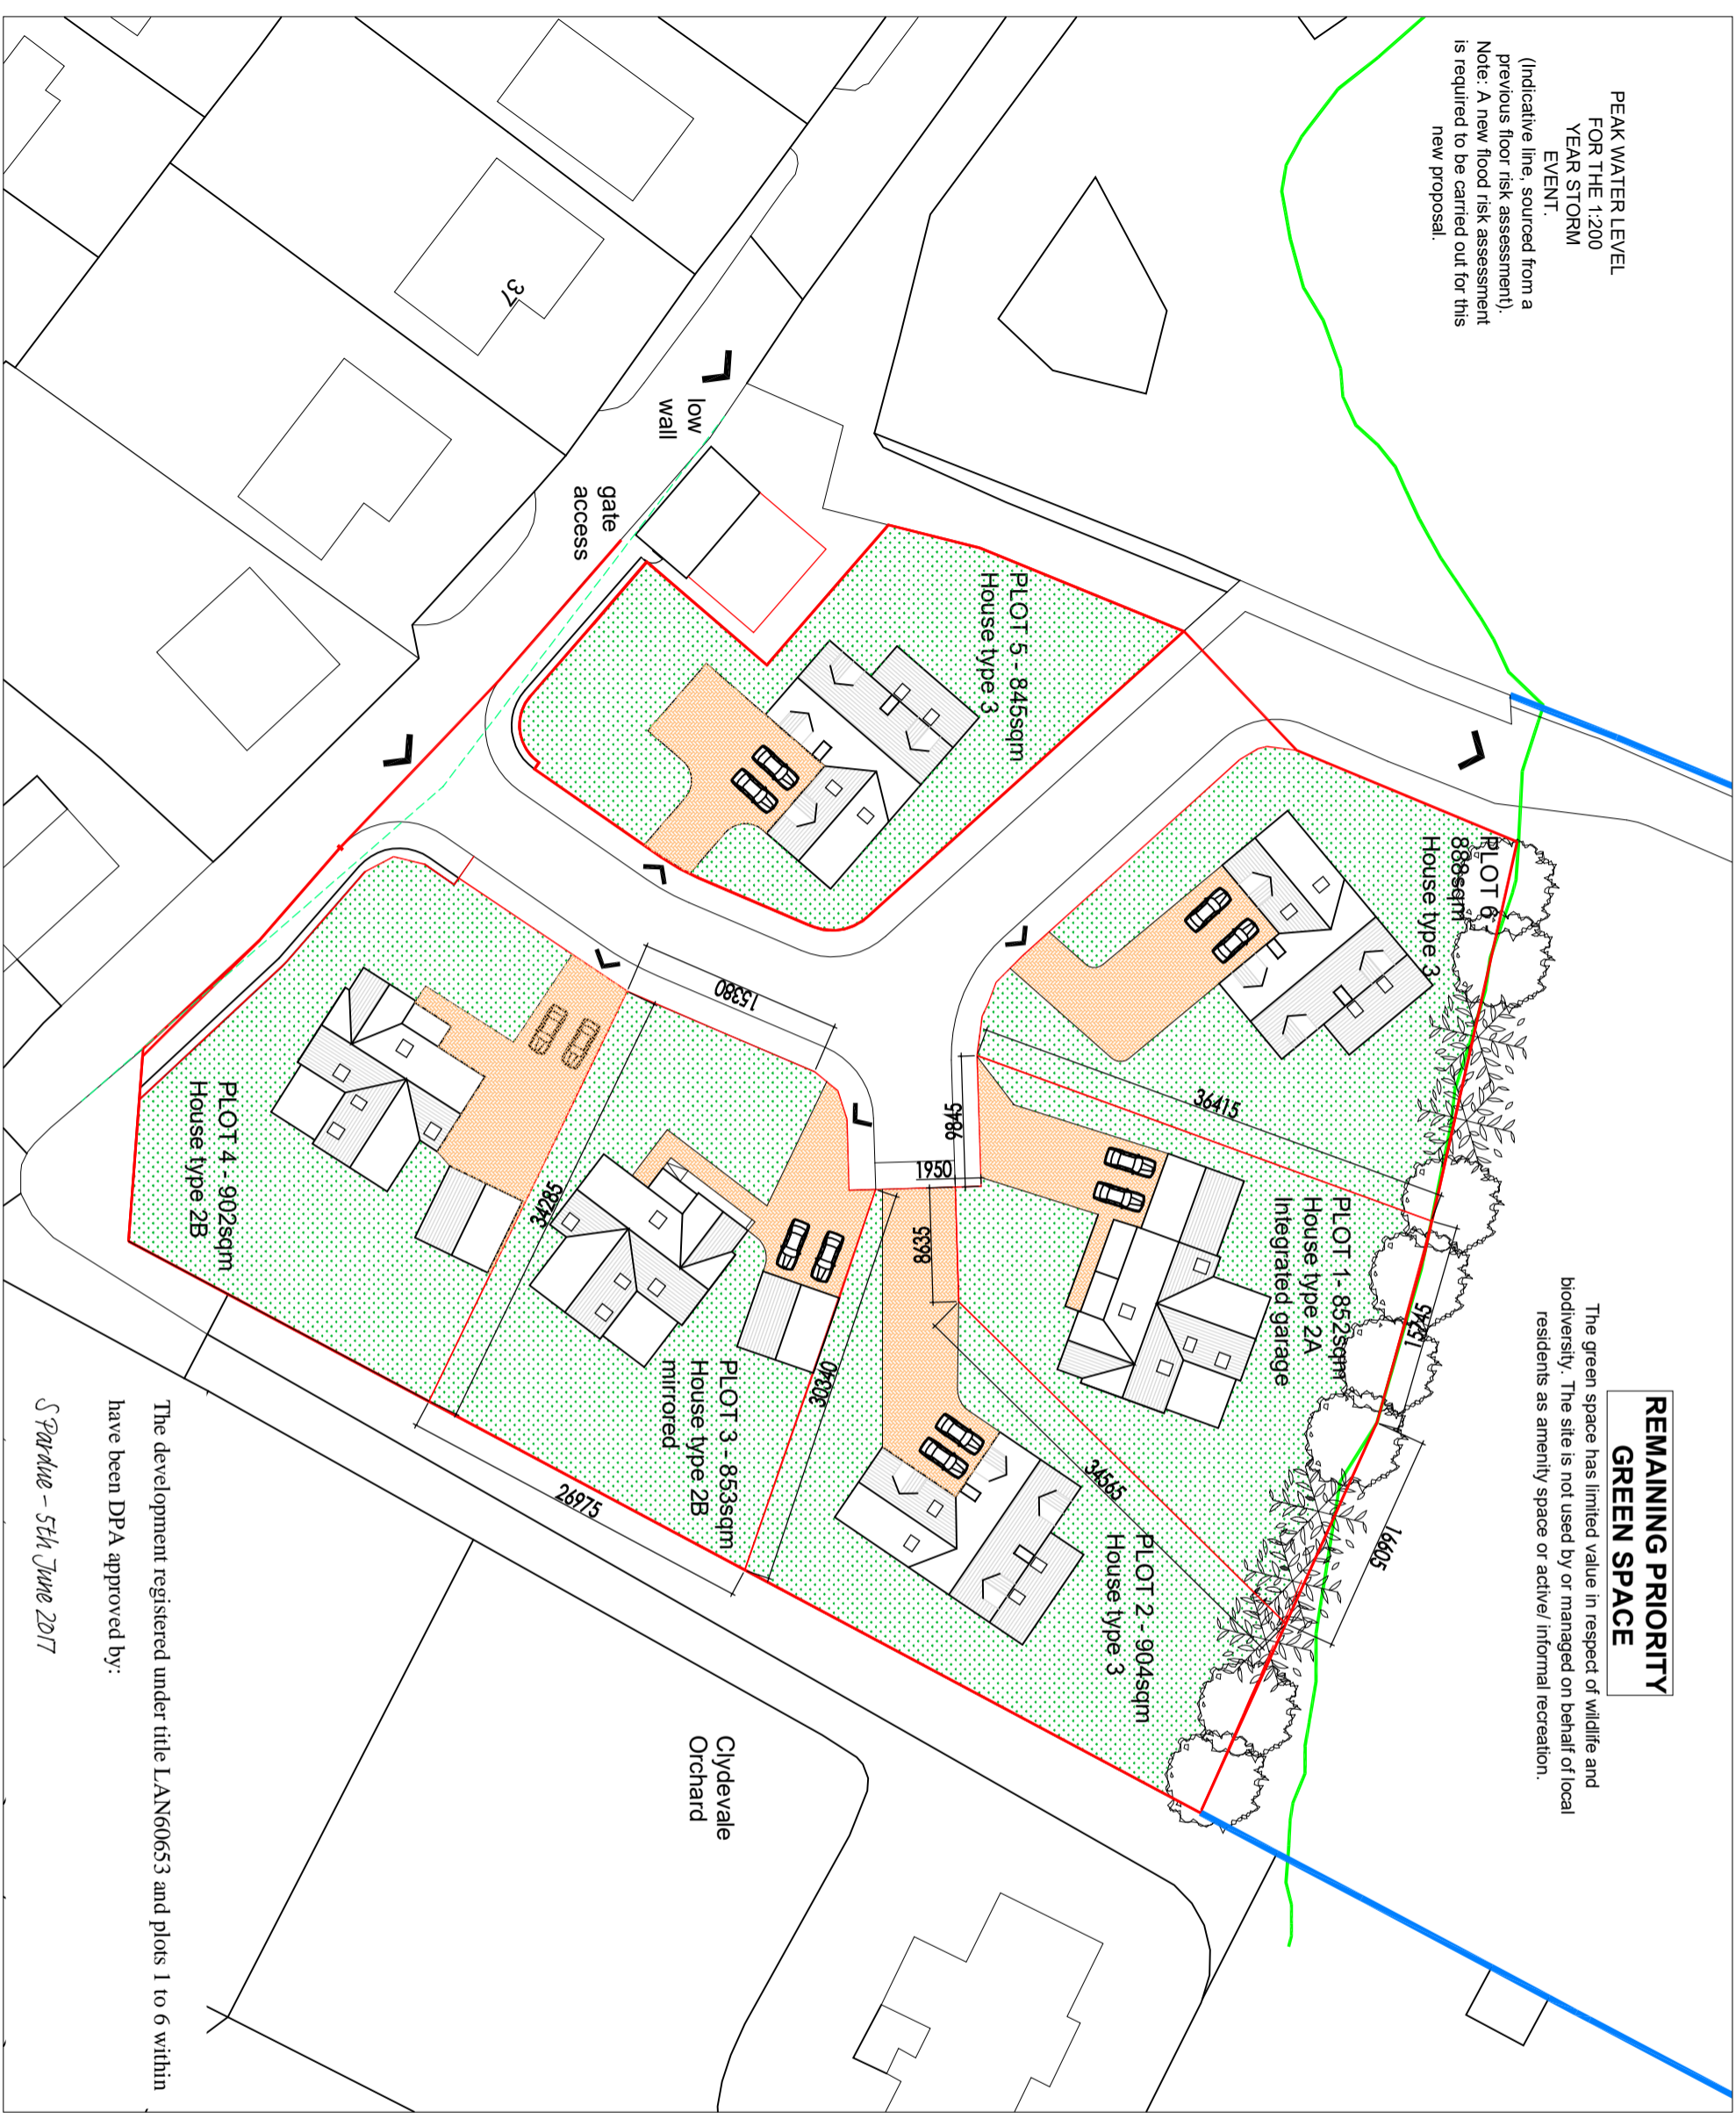 PEAK WATER LEVEL
FOR THE 1:200
YEAR STORM
EVENT.
(Indicative line, sourced from a
previous floor risk assessment).
Note: A new flood risk assessment
is required to be carried out for this
new proposal.
REMAINING PRIORITY
GREEN SPACE
The green space has limited value in respect of wildlife and
biodiversity. The site is not used by or managed on behalf of local
residents as amenity space or active/ informal recreation.
37
low
wall
gate
access
PLOT 5 - 845sqm
House type 3
PLOT 6 -
888sqm
House type 3
PLOT 1- 852sqm
House type 2A
Integrated garage
PLOT 2 - 904sqm
House type 3
PLOT 3 - 853sqm
House type 2B
mirrored
PLOT 4 - 902sqm
House type 2B
36415
15245
16605
34565
9845
1950
8635
15380
34285
30340
26975
Clydevale
Orchard
The development registered under title LAN60653 and plots 1 to 6 within
have been DPA approved by:
S Pardue - 5th June 2017